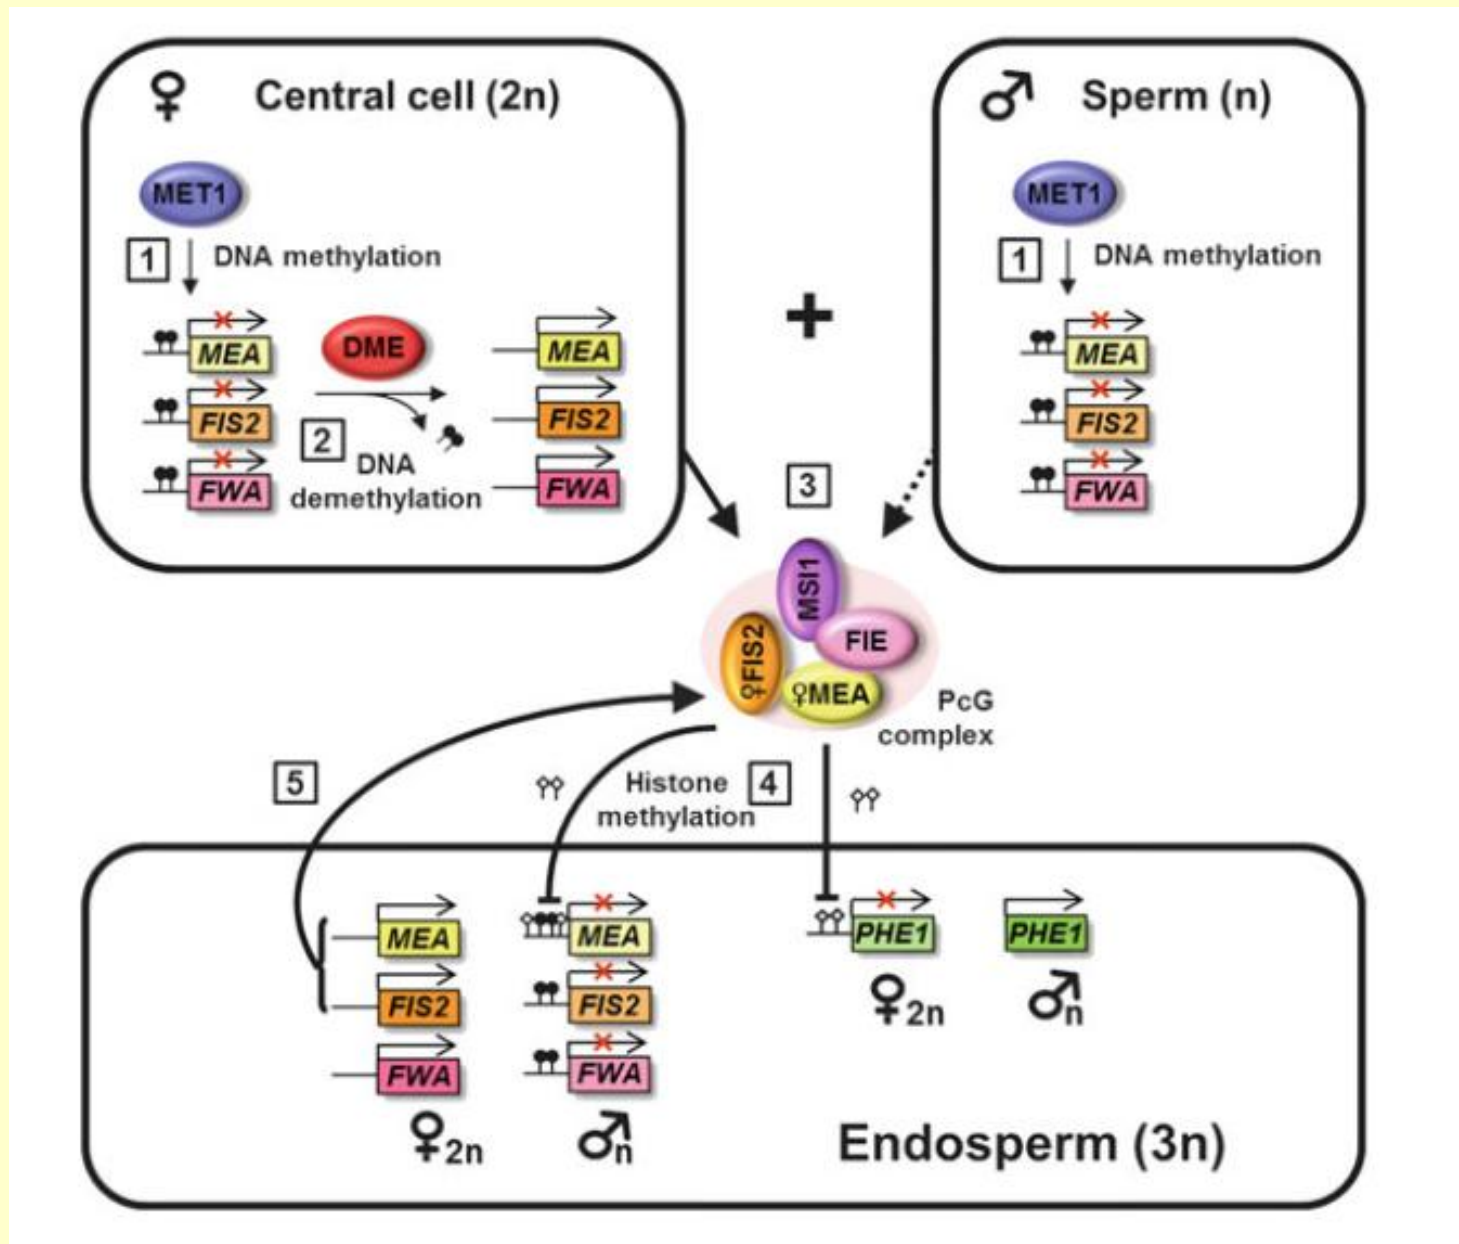 ♀ Central cell (2n)
MET1
1 DNA methylation
MEA
FIS2
FWA
DME
2 DNA
demethylation
MEA
FIS2
FWA
+
♂ Sperm (n)
MET1
1 DNA methylation
MEA
FIS2
FWA
3
MSI1
FIE
♀FIS2
♀MEA
PcG
complex
5
Histone
methylation
4
MEA
FIS2
FWA
♀2n
MEA
FIS2
FWA
♂n
PHE1
♀2n
PHE1
♂n
Endosperm (3n)